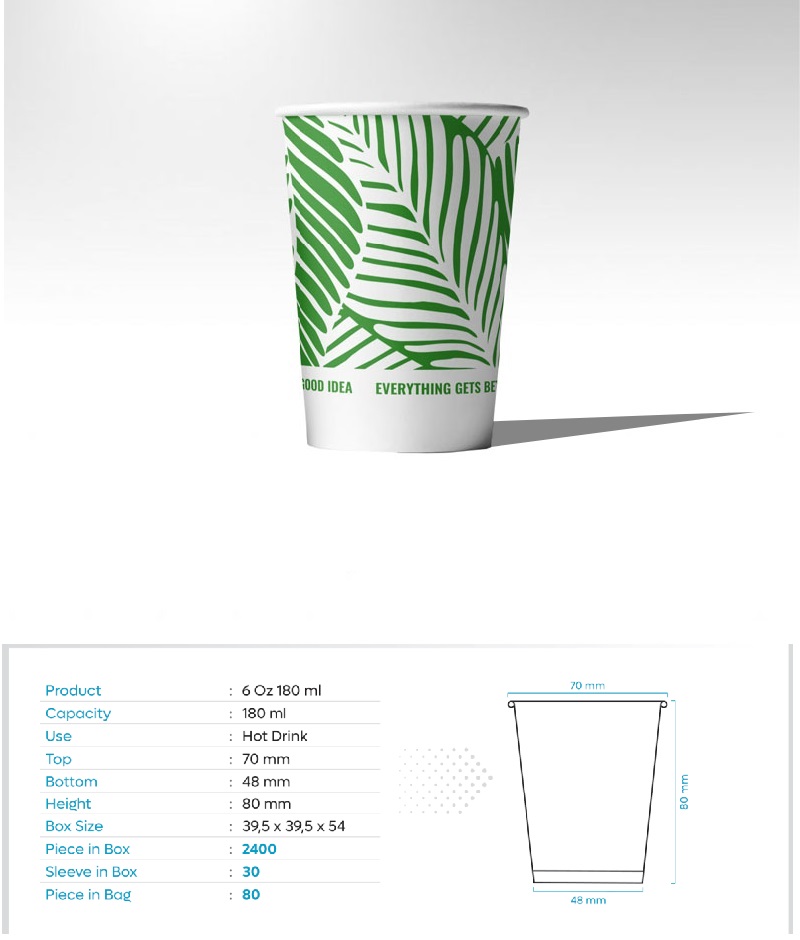 GOOD IDEA EVERYTHING GETS
Product : 6 Oz 180 ml
Capacity : 180 ml
Use : Hot Drink
Top : 70 mm
Bottom : 48 mm
Height : 80 mm
Box Size : 39,5 x 39,5 x 54
Piece in Box : 2400
Sleeve in Box : 30
Piece in Bag : 80
70 mm
80 mm
48 mm